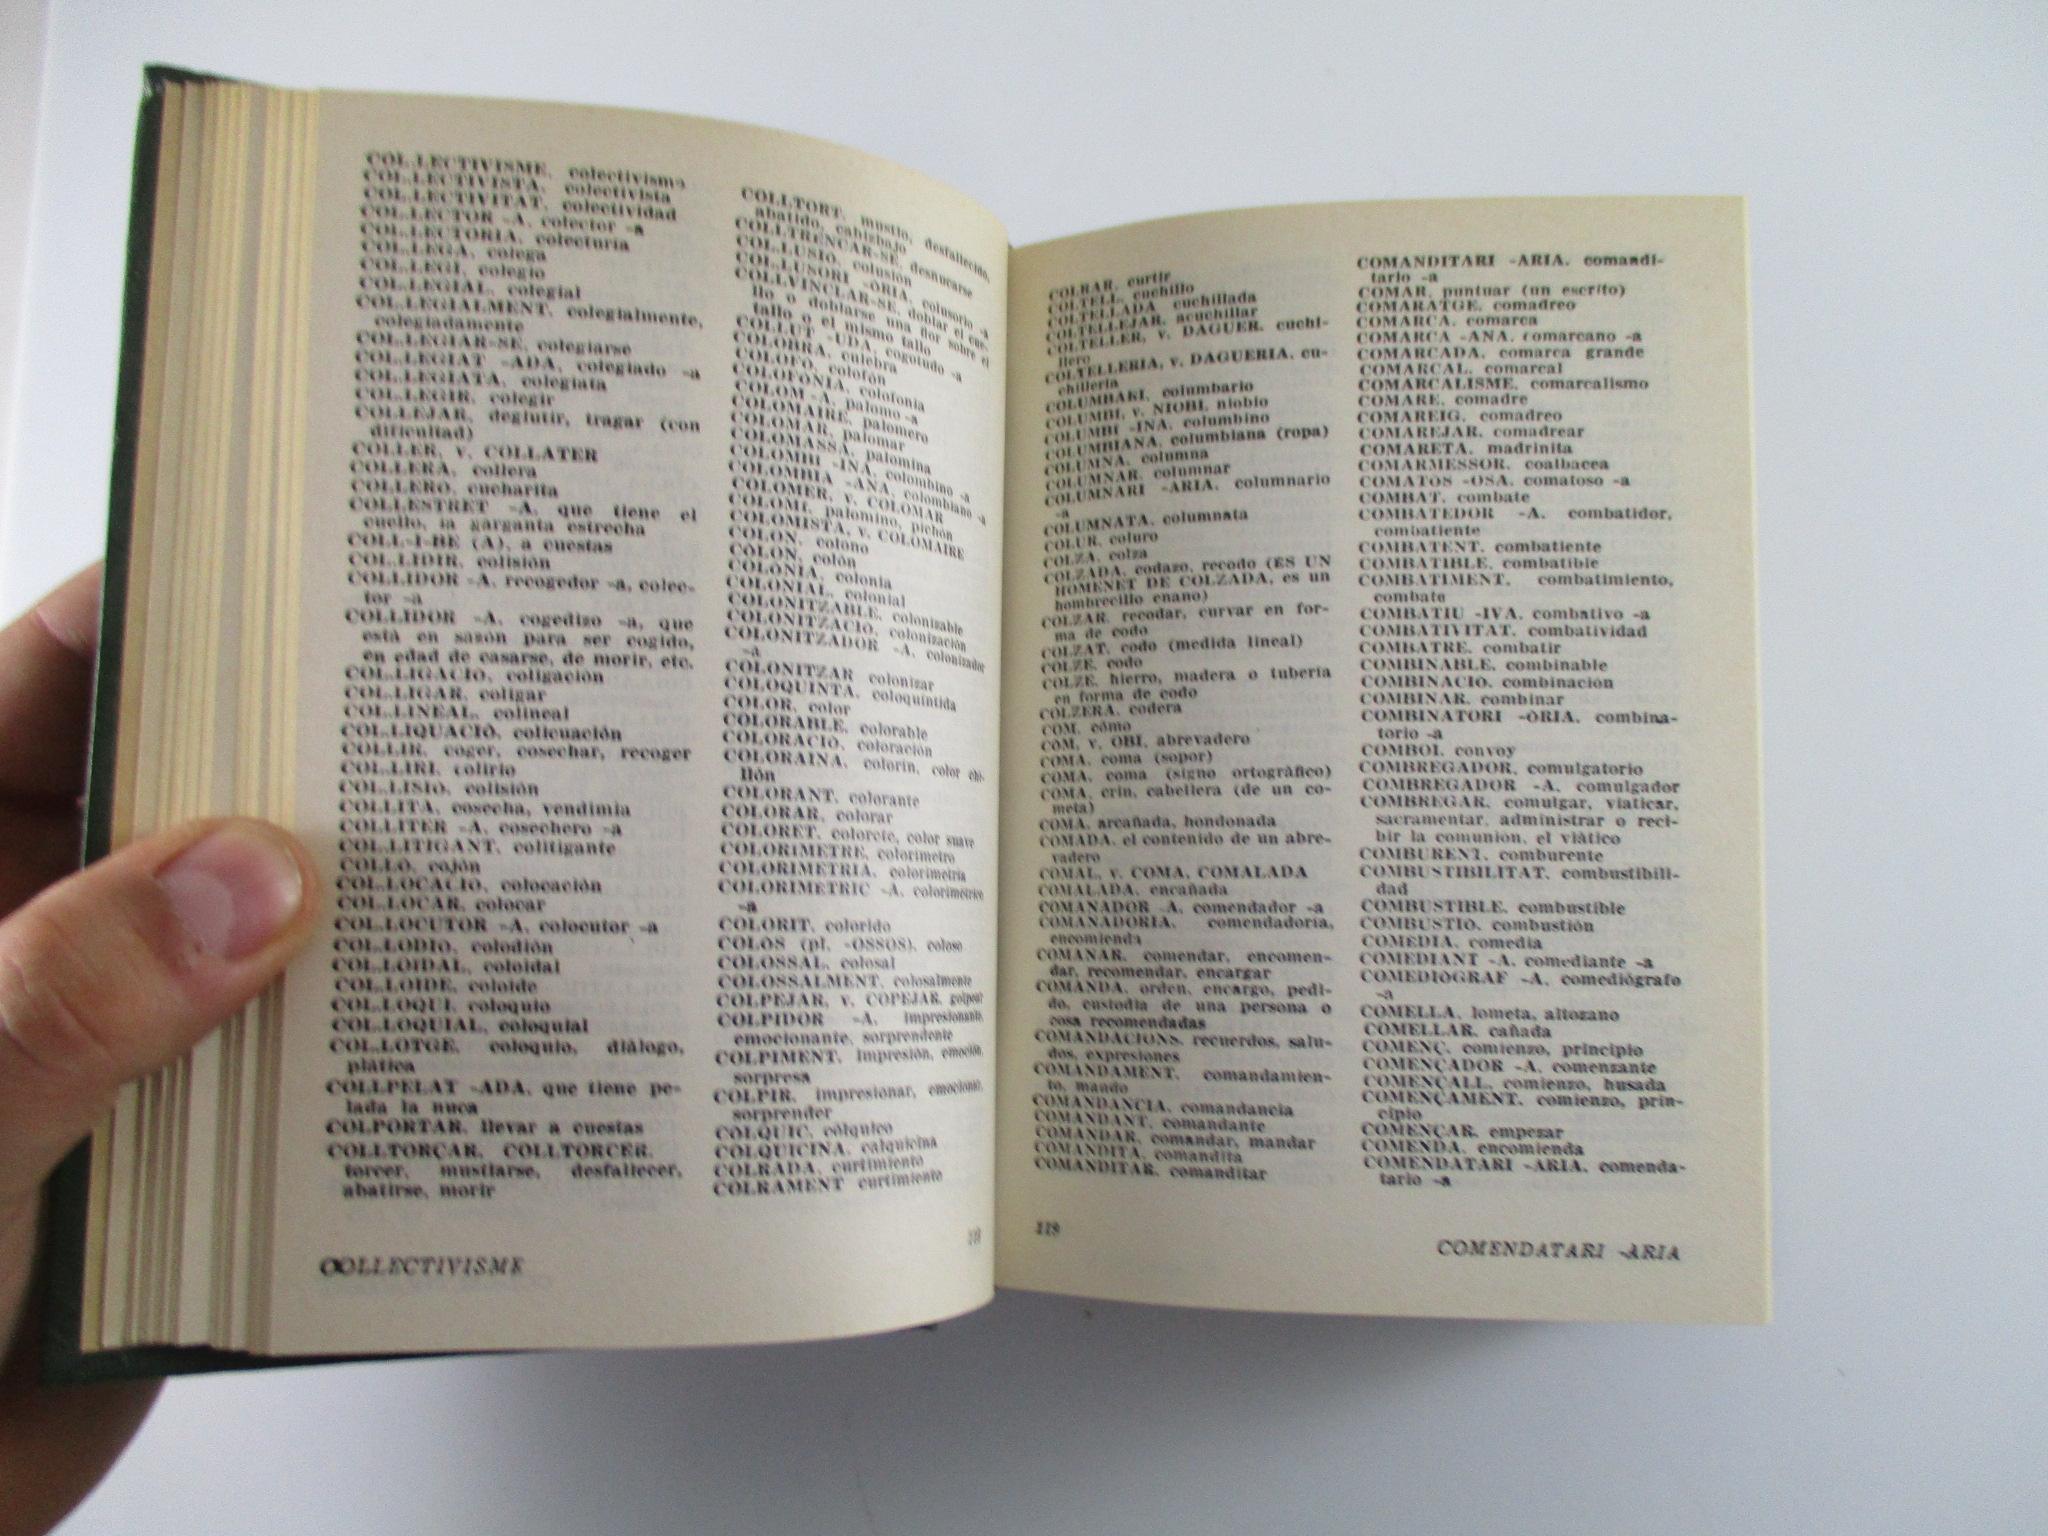 COL.LECTIVISME, colectivismo
COL.LECTIVISTA, colectivista
COL.LECTIVITAT, colectividad
COL.LECTOR -A, colector -a
COL.LECTORIA, colecturía
COL.LEGA, colega
COL.LEGI, colegio
COL.LEGIAL, colegial
COL.LEGIALMENT, colegialmente,
colegiadamente
COL.LEGIAR-SE, colegiarse
COL.LEGIAT -ADA, colegiado -a
COL.LEGIATA, colegiata
COL.LEGIR, colegir
COLLEJAR, deglutir, tragar (con
dificultad)
COLLER, v. COLLATER
COLLERA, collera
COLLERO, cucharita
COLLESTRET -A, que tiene el
cuello, la garganta estrecha
COLL-I-BE (A), a cuestas
COL.LIDIR, colisión
COLLIDOR -A, recogedor -a, colec-
tor -a
COLLIDOR -A, cogedizo -a, que
está en sazón para ser cogido,
en edad de casarse, de morir, etc.
COL.LIGACIÓ, coligación
COL.LIGAR, coligar
COL.LINEAL, colineal
COL.LIQUACIÓ, colicuación
COLLIR, coger, cosechar, recoger
COL.LIRI, colirio
COL.LISIÓ, colisión
COLLITA, cosecha, vendimia
COLLITER -A, cosechero -a
COL.LITIGANT, colitigante
COLLÓ, cojón
COL.LOCACIÓ, colocación
COL.LOCAR, colocar
COL.LOCUTOR -A, colocutor -a
COL.LODIÓ, colodión
COL.LOIDAL, coloidal
COL.LOIDE, coloide
COL.LOQUI, coloquio
COL.LOQUIAL, coloquial
COL.LOTGE, coloquio, diálogo,
plática
COLLPELAT -ADA, que tiene pe-
lada la nuca
COLPORTAR, llevar a cuestas
COLLTORÇAR, COLLTORCER,
torcer, mustiarse, desfallecer,
abatirse, morir
COLLTORT, mustio, desfallecido,
abatido, cabizbajo
COLLTRENCAR-SE, desnucarse
COL.LUSIÓ, colusión
COL.LUSORI -ORIA, colusorio -a
COLLVINCLAR-SE, doblar el cue-
llo o doblarse una flor sobre el
tallo o el mismo tallo
COLLUT -UDA, cogotudo -a
COLOBRA, culebra
COLOFÓ, colofón
COLOFONIA, colofonia
COLOM -A, palomo -a
COLOMAIRE, palomero
COLOMAR, palomar
COLOMASSA, palomina
COLOMBI -INA, colombino -a
COLOMBIA -ANA, colombiano -a
COLOMER, v. COLOMAR
COLOMI, palomino, pichón
COLOMISTA, v. COLOMAIRE
COLON, colono
COLON, colón
COLONIA, colonia
COLONIAL, colonial
COLONITZABLE, colonizable
COLONITZACIÓ, colonización
COLONITZADOR -A, colonizador
-a
COLONITZAR colonizar
COLOQUINTA, coloquíntida
COLOR, color
COLORABLE, colorable
COLORACIÓ, coloración
COLORAINA, colorín, color chi-
llón
COLORANT, colorante
COLORAR, colorar
COLORET, colorete, color suave
COLORIMETRE, colorímetro
COLORIMETRIA, colorimetría
COLORIMETRIC -A, colorimétrico
-a
COLORIT, colorido
COLÓS (pl. -OSSOS), coloso
COLOSSAL, colosal
COLOSSALMENT, colosalmente
COLPEJAR, v. COPEJAR, golpear
COLPIDOR -A, impresionante,
emocionante, sorprendente
COLPIMENT, impresión, emoción,
sorpresa
COLPIR, impresionar, emocionar,
sorprender
CÓLQUIC, cólquico
COLQUICINA, calquicina
COLRADA, curtimiento
COLRAMENT curtimiento
COLLECTIVISME
COLRAR, curtir
COLTELL, cuchillo
COLTELLADA, cuchillada
COLTELLEJAR, acuchillar
COLTELLER, v. DAGUER, cuchi-
llero
COLTELLERIA, v. DAGUERIA, cu-
chillería
COLUMBARI, columbario
COLUMBI, v. NIOBI, niobio
COLUMBI -INA, columbino
COLUMBIANA, columbiana (ropa)
COLUMNA, columna
COLUMNAR, columnar
COLUMNARI -ARIA, columnario
-a
COLUMNATA, columnata
COLUR, coluro
COLZA, colza
COLZADA, codazo, recodo (ES UN
HOMENET DE COLZADA, es un
hombrecillo enano)
COLZAR, recodar, curvar en for-
ma de codo
COLZAT, codo (medida lineal)
COLZE, codo
COLZE, hierro, madera o tubería
en forma de codo
COLZERA, codera
COM, cómo
COM, v. OBI, abrevadero
COMA, coma (sopor)
COMA, coma (signo ortográfico)
COMA, crin, cabellera (de un co-
meta)
COMA, arcañada, hondonada
COMADA, el contenido de un abre-
vadero
COMAL, v. COMA, COMALADA
COMALADA, encañada
COMANADOR -A, comendador -a
COMANADORIA, comendadoría,
encomienda
COMANAR, comendar, encomen-
dar, recomendar, encargar
COMANDA, orden, encargo, pedi-
do, custodia de una persona o
cosa recomendadas
COMANDACIONS, recuerdos, salu-
dos, expresiones
COMANDAMENT, comandamien-
to, mando
COMANDANCIA, comandancia
COMANDANT, comandante
COMANDAR, comandar, mandar
COMANDITA, comandita
COMANDITAR, comanditar
COMANDITARI -ARIA, comandi-
tario -a
COMAR, puntuar (un escrito)
COMARATGE, comadreo
COMARCA, comarca
COMARCA -ANA, comarcano -a
COMARCADA, comarca grande
COMARCAL, comarcal
COMARCALISME, comarcalismo
COMARE, comadre
COMAREIG, comadreo
COMAREJAR, comadrear
COMARETA, madrinita
COMARMESSOR, coalbacea
COMATOS -OSA, comatoso -a
COMBAT, combate
COMBATEDOR -A, combatidor,
combatiente
COMBATENT, combatiente
COMBATIBLE, combatible
COMBATIMENT, combatimiento,
combate
COMBATIU -IVA, combativo -a
COMBATIVITAT, combatividad
COMBATRE, combatir
COMBINABLE, combinable
COMBINACIÓ, combinación
COMBINAR, combinar
COMBINATORI -ORIA, combina-
torio -a
COMBOI, convoy
COMBREGADOR, comulgatorio
COMBREGADOR -A, comulgador
COMBREGAR, comulgar, viaticar,
sacramentar, administrar o reci-
bir la comunión, el viático
COMBURENT, comburente
COMBUSTIBILITAT, combustibili-
dad
COMBUSTIBLE, combustible
COMBUSTIÓ, combustión
COMÈDIA, comedia
COMEDIANT -A, comediante -a
COMEDIÒGRAF -A, comediógrafo
-a
COMELLA, lometa, altozano
COMELLAR, cañada
COMENÇ, comienzo, principio
COMENÇADOR -A, comenzante
COMENÇALL, comienzo, husada
COMENÇAMENT, comienzo, prin-
cipio
COMENÇAR, empezar
COMENDA, encomienda
COMENDATARI -ARIA, comenda-
tario -a
119
COMENDATARI -ARIA